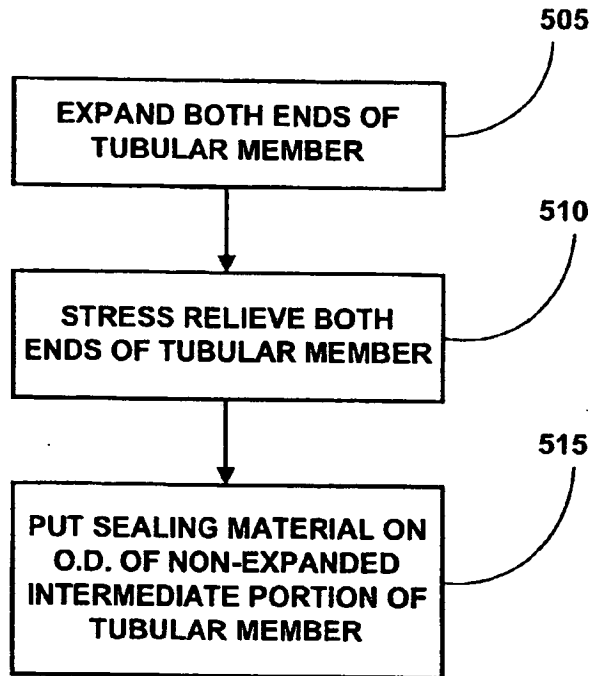 505
EXPAND BOTH ENDS OF
TUBULAR MEMBER
510
STRESS RELIEVE BOTH
ENDS OF TUBULAR MEMBER
515
PUT SEALING MATERIAL ON
O.D. OF NON-EXPANDED
INTERMEDIATE PORTION OF
TUBULAR MEMBER